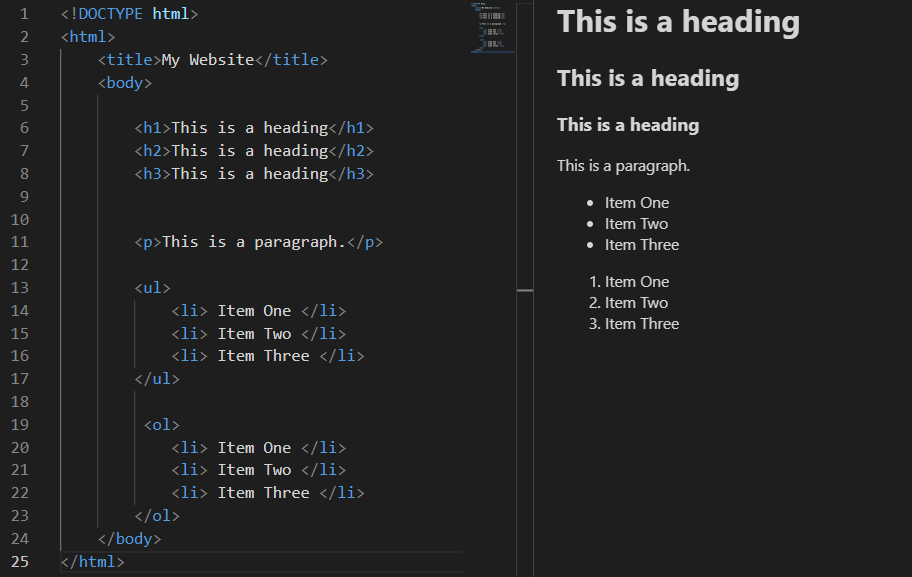 1 <!DOCTYPE html>
2 <html>
3     <title>My Website</title>
4     <body>
5
6         <h1>This is a heading</h1>
7         <h2>This is a heading</h2>
8         <h3>This is a heading</h3>
9
10
11         <p>This is a paragraph.</p>
12
13         <ul>
14             <li> Item One </li>
15             <li> Item Two </li>
16             <li> Item Three </li>
17         </ul>
18
19          <ol>
20             <li> Item One </li>
21             <li> Item Two </li>
22             <li> Item Three </li>
23         </ol>
24     </body>
25 </html>
This is a heading
This is a heading
This is a heading
This is a paragraph.
• Item One
• Item Two
• Item Three
1. Item One
2. Item Two
3. Item Three